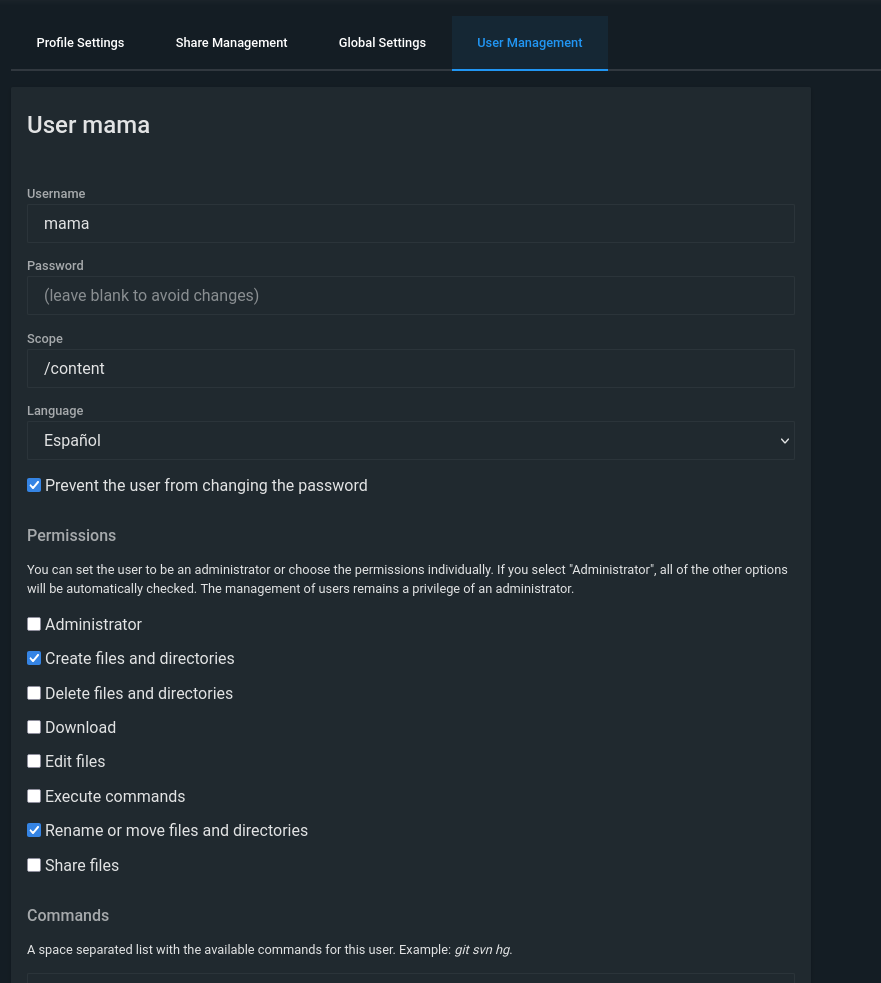 Profile Settings
Share Management
Global Settings
User Management
User mama
Username
mama
Password
(leave blank to avoid changes)
Scope
/content
Language
Español
Prevent the user from changing the password
Permissions
You can set the user to be an administrator or choose the permissions individually. If you select "Administrator", all of the other options
will be automatically checked. The management of users remains a privilege of an administrator.
Administrator
Create files and directories
Delete files and directories
Download
Edit files
Execute commands
Rename or move files and directories
Share files
Commands
A space separated list with the available commands for this user. Example: git svn hg.